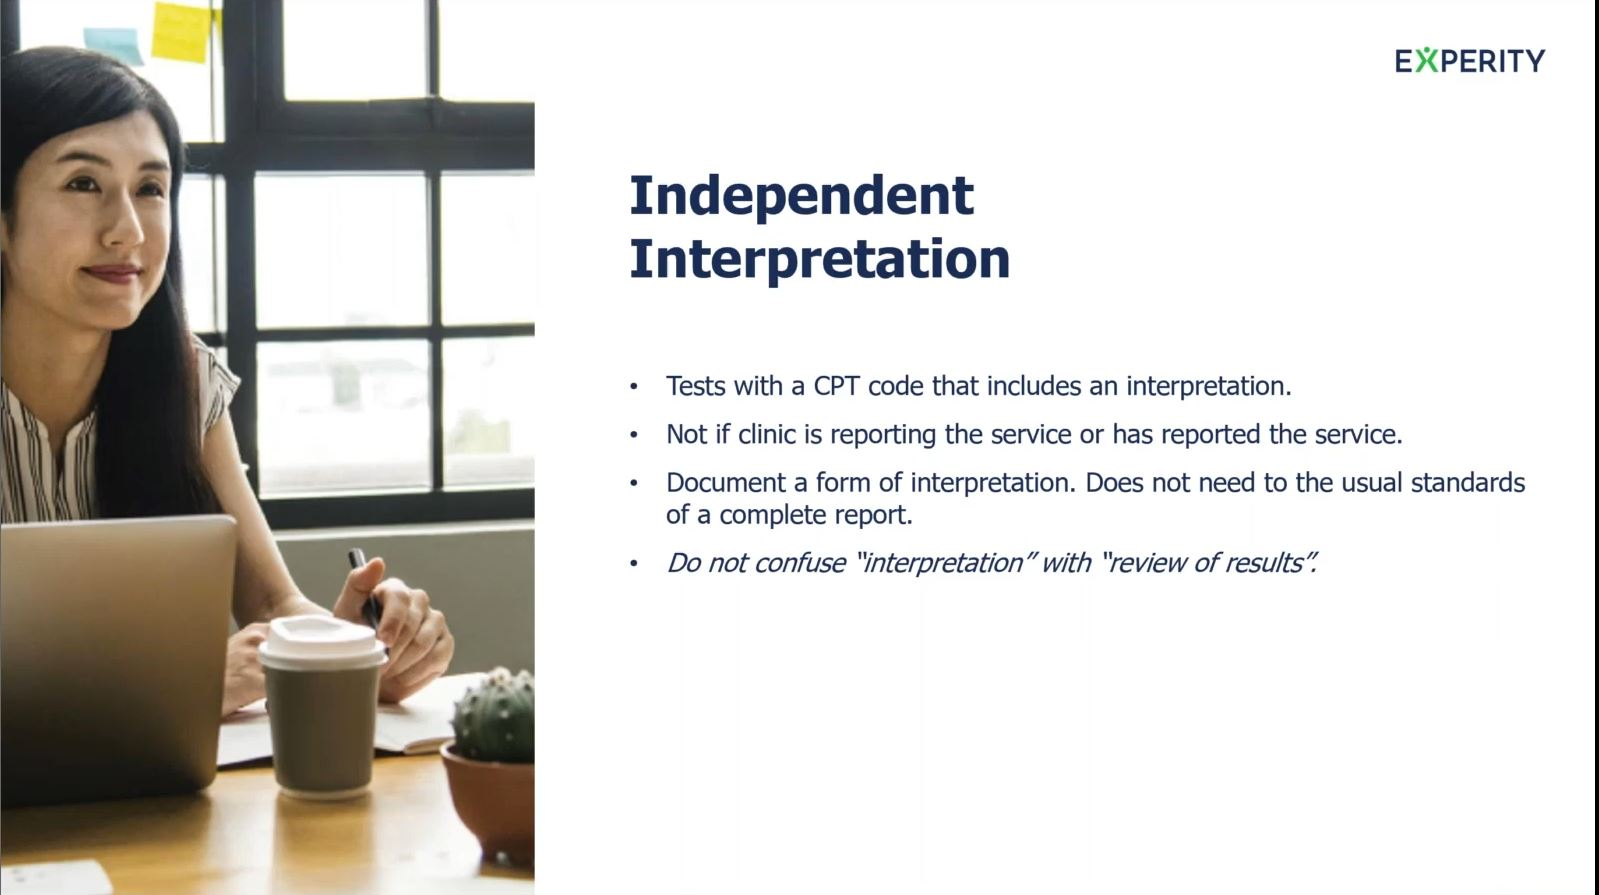 EXPERITY
Independent
Interpretation
• Tests with a CPT code that includes an interpretation.
• Not if clinic is reporting the service or has reported the service.
• Document a form of interpretation. Does not need to the usual standards
of a complete report.
• Do not confuse “interpretation” with “review of results”.